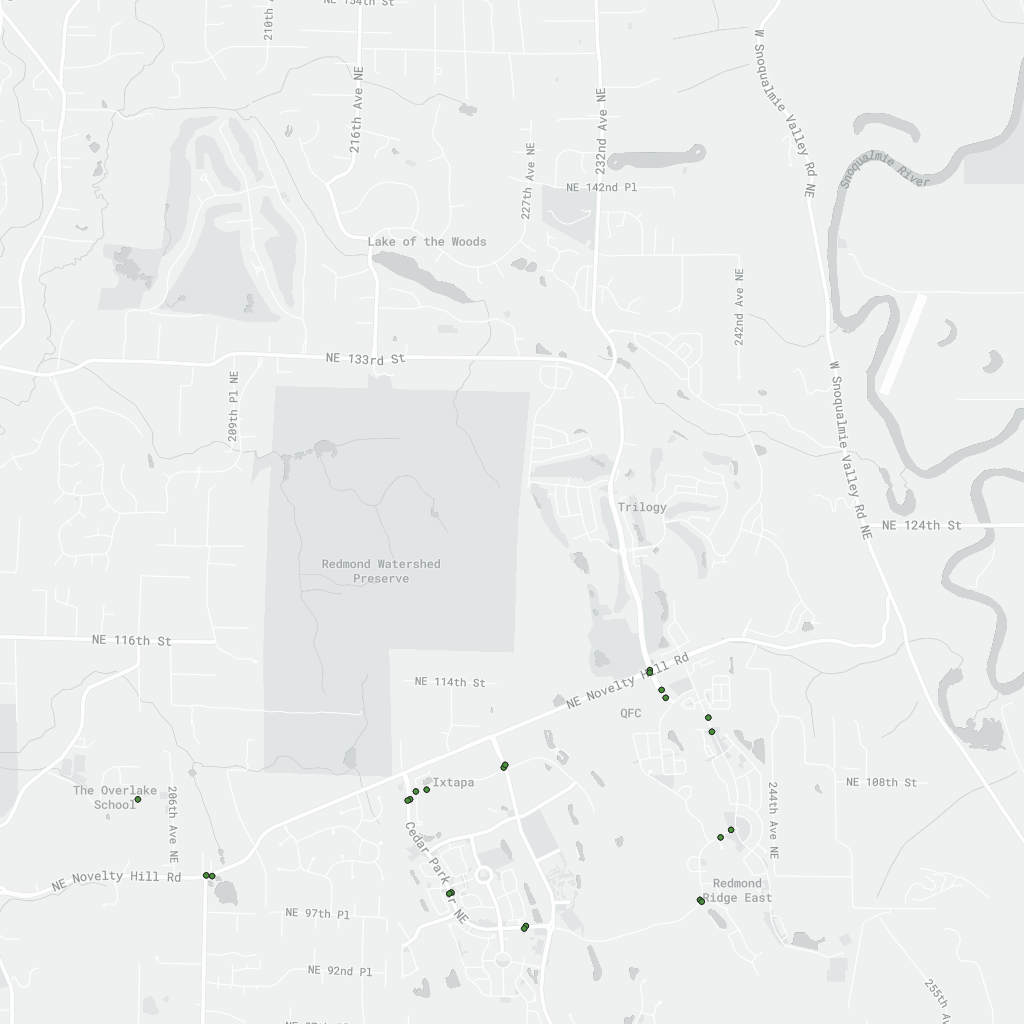 NE 134th St
210th A
216th Ave NE
232nd Ave NE
W Snoqualmie Valley Rd NE
227th Ave NE
NE 142nd Pl
Snoqualmie River
Lake of the Woods
242nd Ave NE
NE 133rd St
209th Pl NE
W Snoqualmie Valley Rd NE
Trilogy
NE 124th St
Redmond Watershed
Preserve
NE 116th St
NE 114th St
NE Novelty Hill Rd
QFC
The Overlake
School
206th Ave NE
Ixtapa
244th Ave NE
NE 108th St
Cedar Park Dr NE
NE Novelty Hill Rd
Redmond
Ridge East
NE 97th Pl
NE 92nd Pl
255th Av